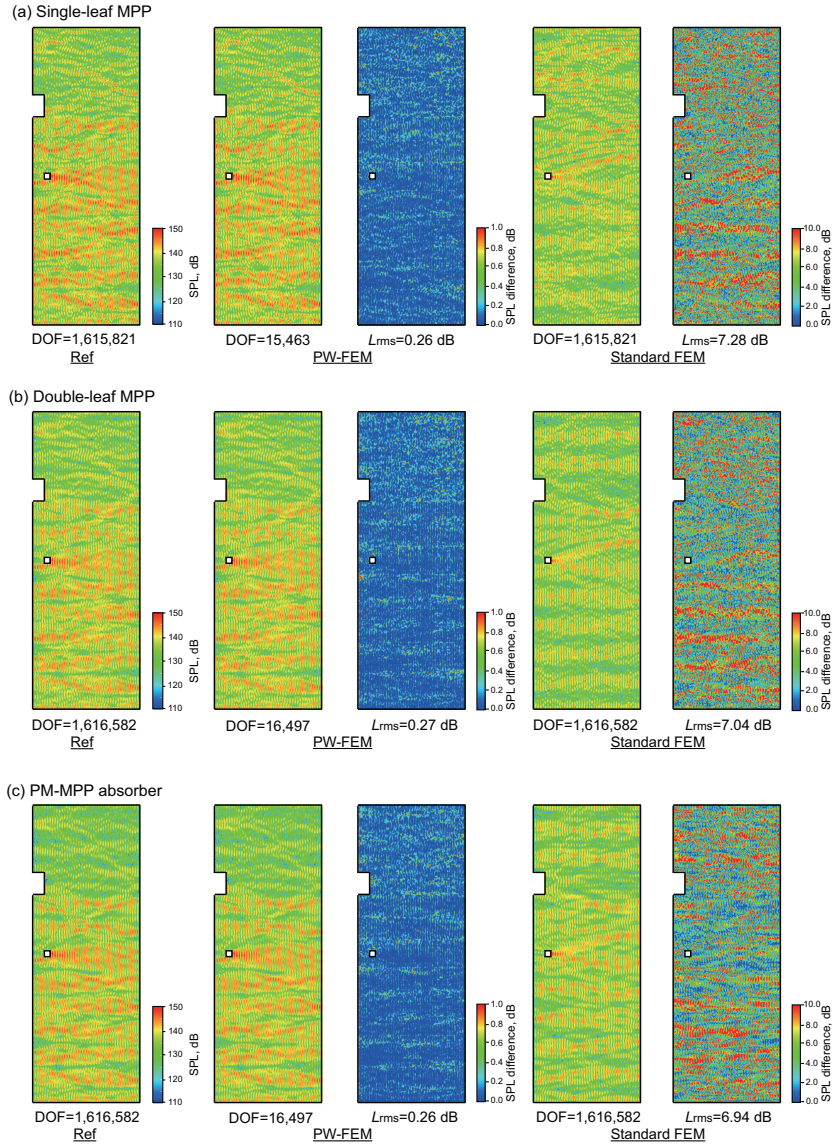 (a) Single-leaf MPP
150
140
130
120
110
SPL, dB
1.0
0.8
0.6
0.4
0.2
0.0
SPL difference, dB
10.0
8.0
6.0
4.0
2.0
0.0
SPL difference, dB
DOF=1,615,821 DOF=15,463 Lrms=0.26 dB DOF=1,615,821 Lrms=7.28 dB
Ref PW-FEM Standard FEM
(b) Double-leaf MPP
150
140
130
120
110
SPL, dB
1.0
0.8
0.6
0.4
0.2
0.0
SPL difference, dB
10.0
8.0
6.0
4.0
2.0
0.0
SPL difference, dB
DOF=1,616,582 DOF=16,497 Lrms=0.27 dB DOF=1,616,582 Lrms=7.04 dB
Ref PW-FEM Standard FEM
(c) PM-MPP absorber
150
140
130
120
110
SPL, dB
1.0
0.8
0.6
0.4
0.2
0.0
SPL difference, dB
10.0
8.0
6.0
4.0
2.0
0.0
SPL difference, dB
DOF=1,616,582 DOF=16,497 Lrms=0.26 dB DOF=1,616,582 Lrms=6.94 dB
Ref PW-FEM Standard FEM